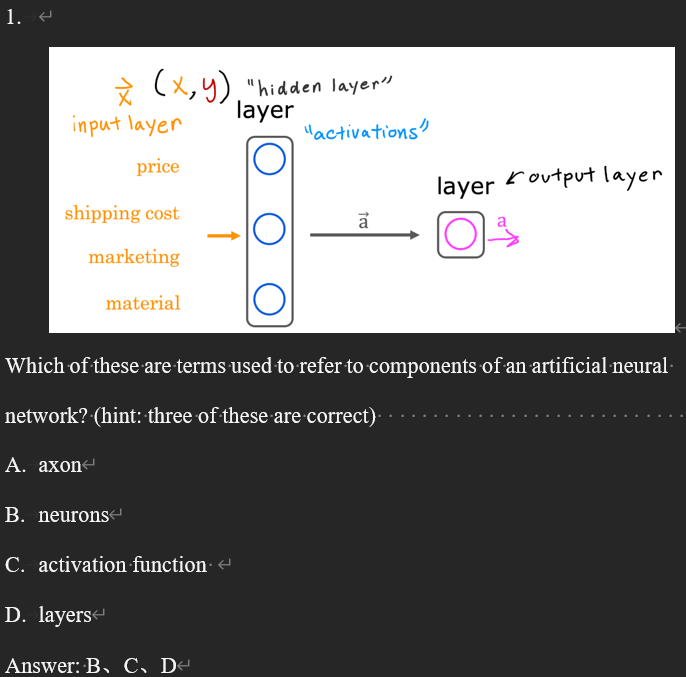 1.
x⃗ (x,y) "hidden layer"
layer
input layer
"activations"
price
layer output layer
shipping cost
a⃗
a
marketing
material
Which of these are terms used to refer to components of an artificial neural
network? (hint: three of these are correct)
A. axon
B. neurons
C. activation function
D. layers
Answer: B、C、D